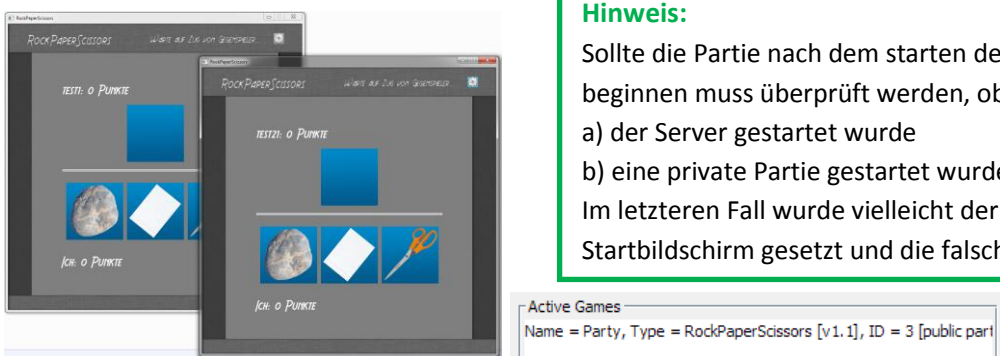 RockPaperScissors
RockPaperScissors Warte auf Zug vom Gegenspieler...
test1: 0 Punkte
Ich: 0 Punkte
RockPaperScissors
RockPaperScissors Warte auf Zug vom Gegenspieler...
test21: 0 Punkte
Ich: 0 Punkte
Hinweis:
Sollte die Partie nach dem starten de
beginnen muss überprüft werden, ob
a) der Server gestartet wurde
b) eine private Partie gestartet wurde
Im letzteren Fall wurde vielleicht der
Startbildschirm gesetzt und die falsch
Active Games
Name = Party, Type = RockPaperScissors [v1.1], ID = 3 [public part